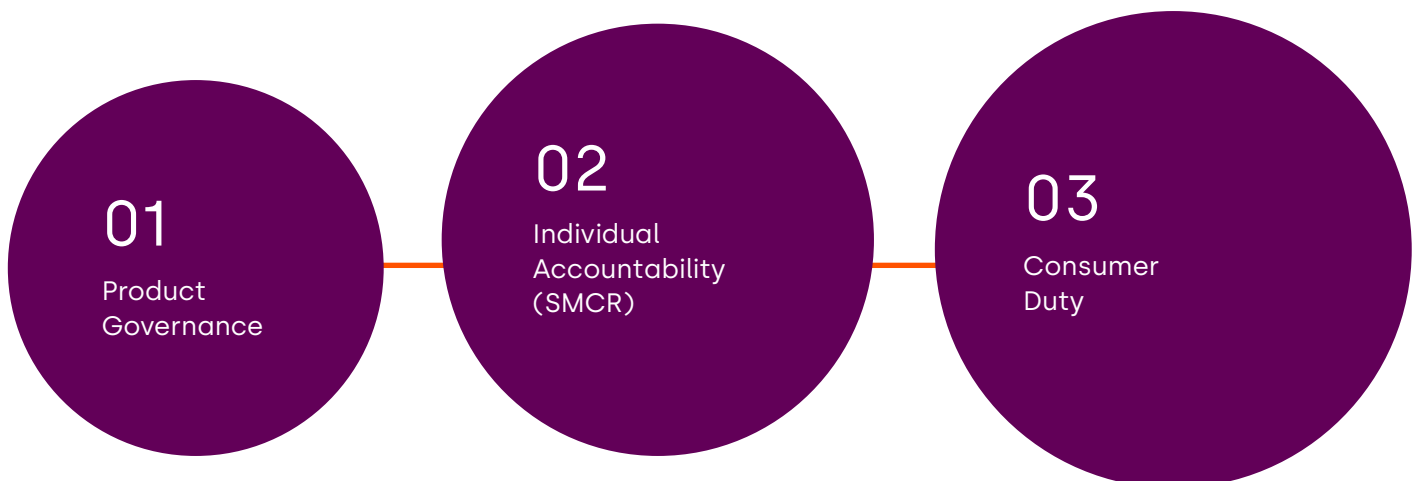 01
Product
Governance
02
Individual
Accountability
(SMCR)
03
Consumer
Duty